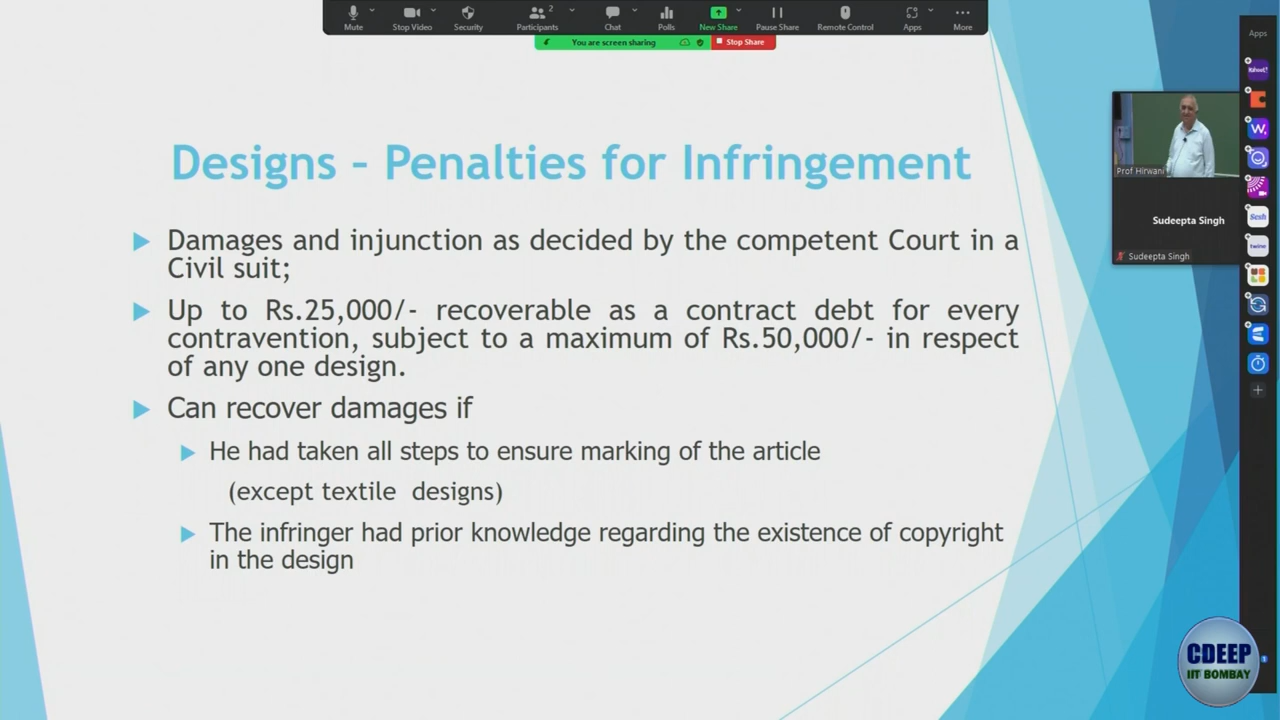 Mute
Stop Video
Security
Participants
2
Chat
Polls
New Share
Pause Share
Remote Control
Apps
More
You are screen sharing
Stop Share
Apps
Designs – Penalties for Infringement
Damages and injunction as decided by the competent Court in a
Civil suit;
Up to Rs.25,000/- recoverable as a contract debt for every
contravention, subject to a maximum of Rs.50,000/- in respect
of any one design.
Can recover damages if
He had taken all steps to ensure marking of the article
(except textile designs)
The infringer had prior knowledge regarding the existence of copyright
in the design
Prof Hirwani
Sudeepta Singh
Sudeepta Singh
Kahoot!
W
Sesh
twine
CDEEP
IIT BOMBAY
1